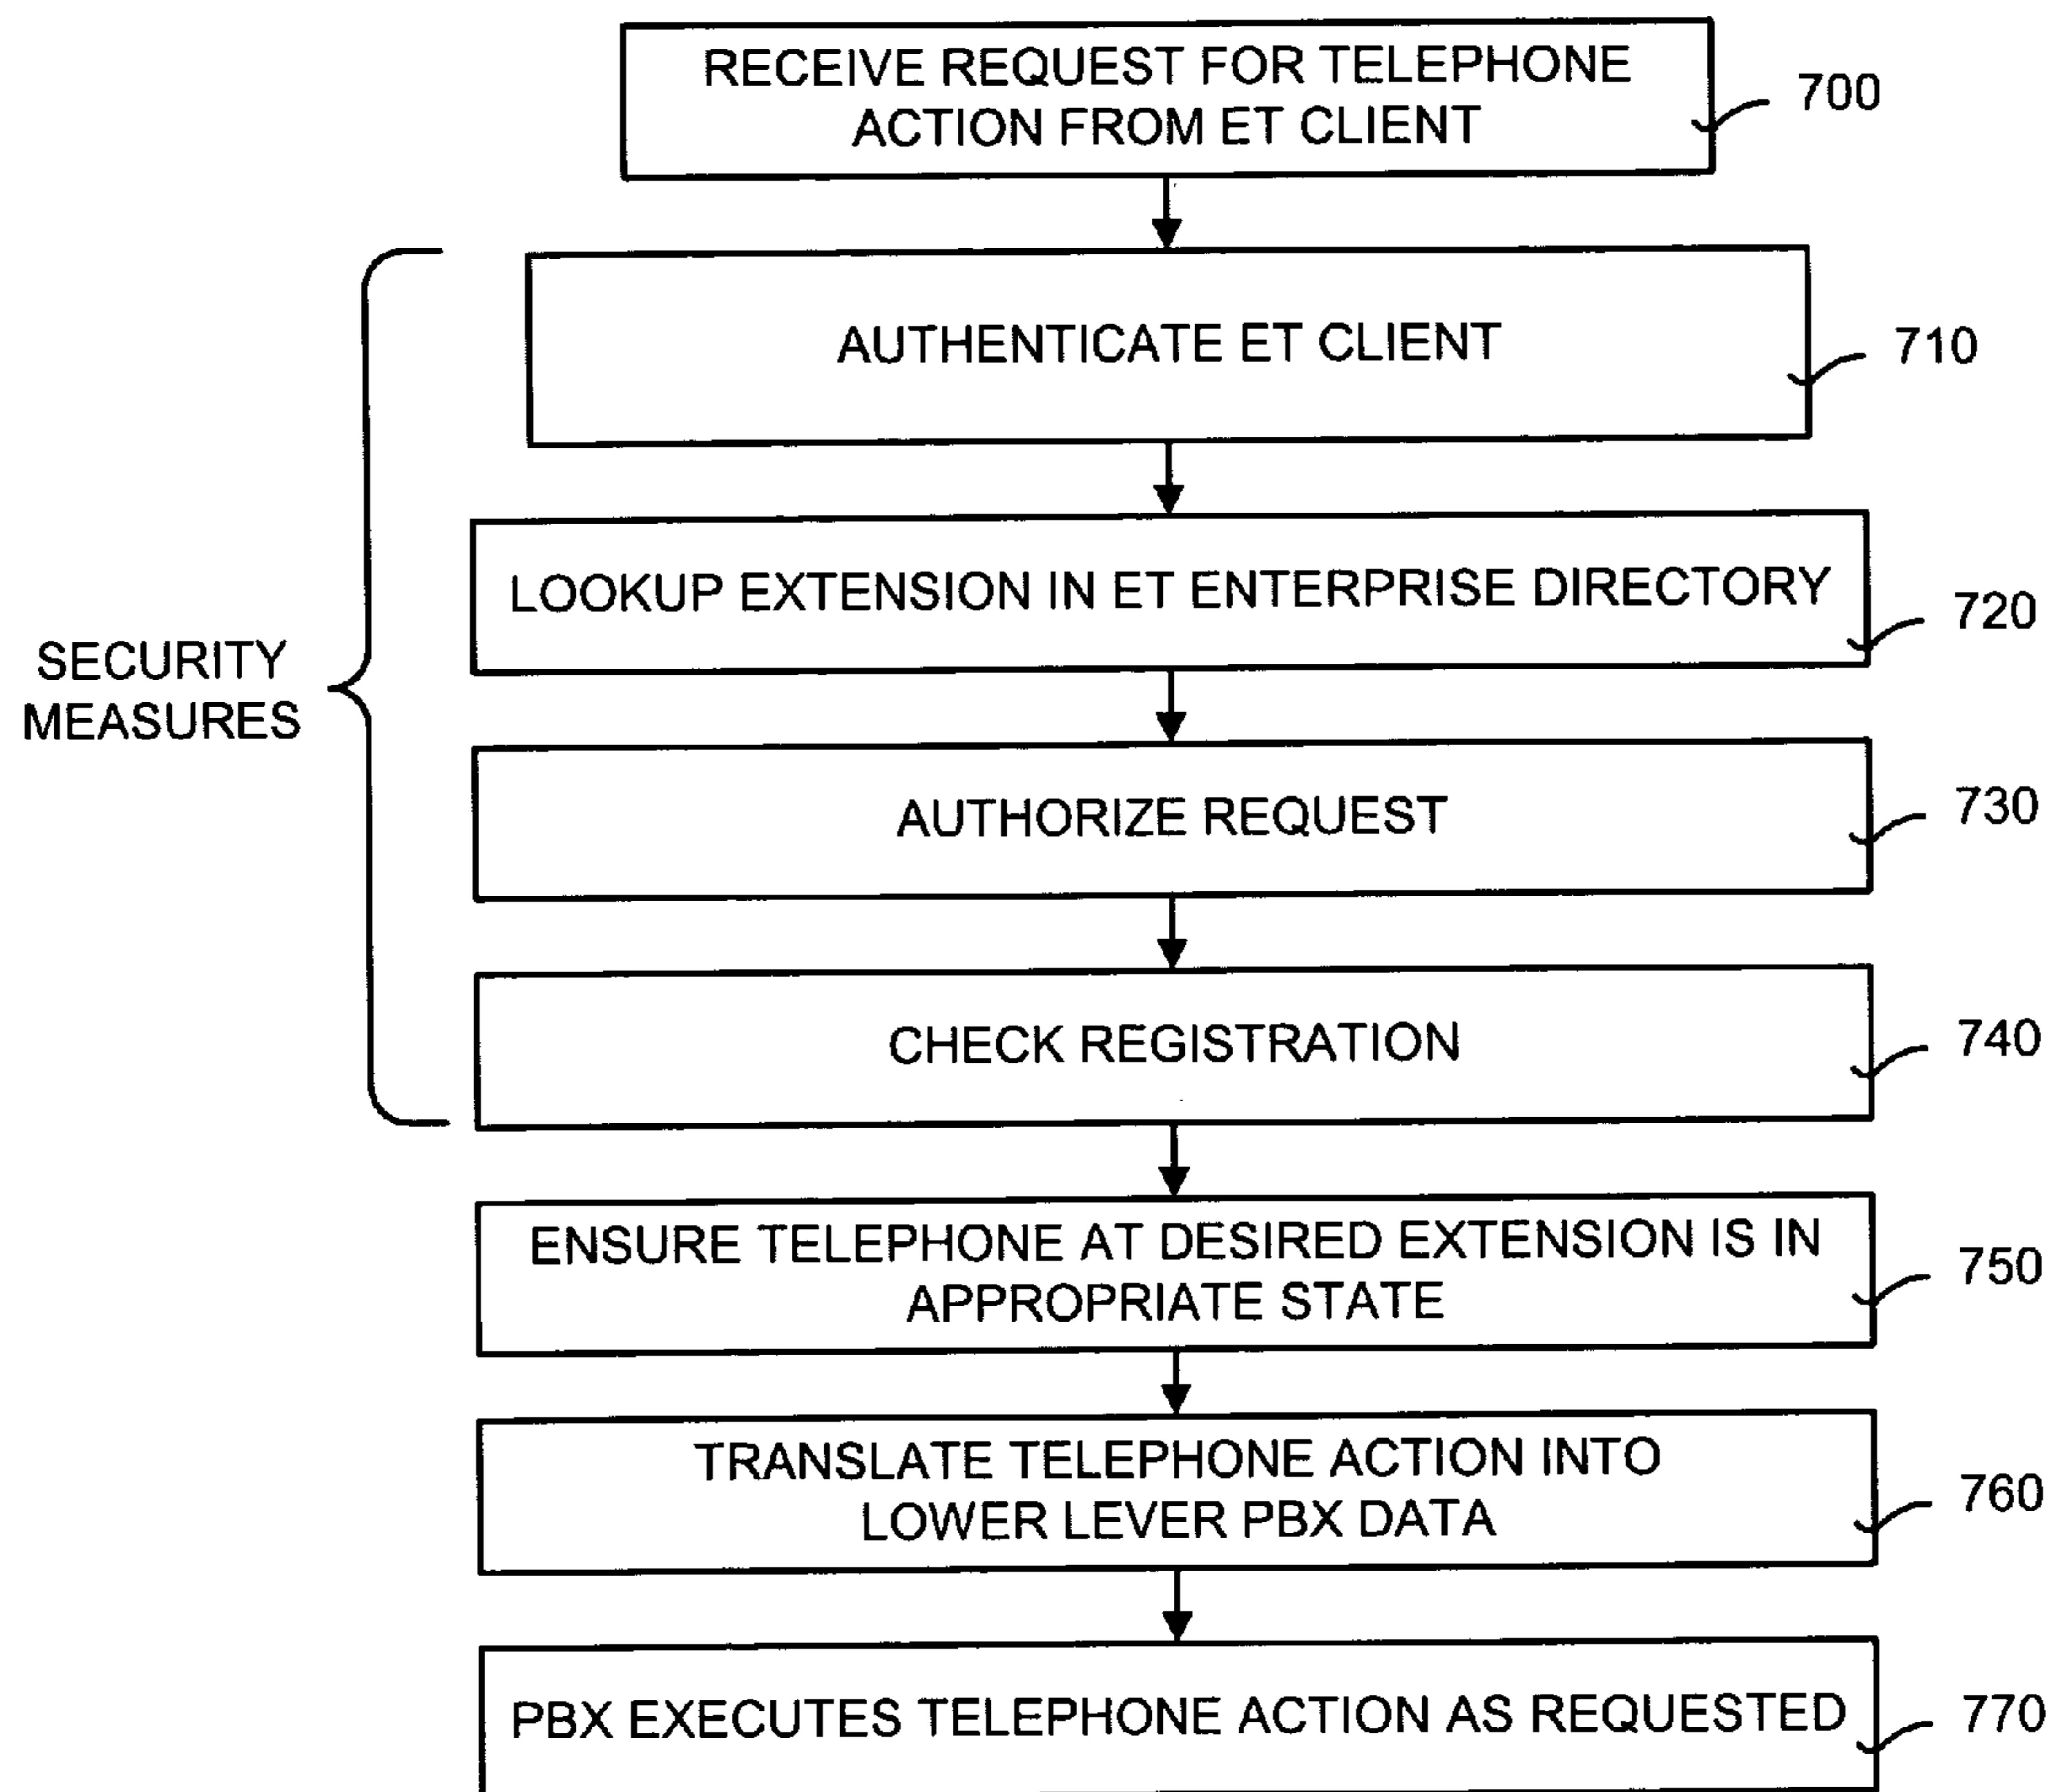 RECEIVE REQUEST FOR TELEPHONE
ACTION FROM ET CLIENT
700
AUTHENTICATE ET CLIENT
710
LOOKUP EXTENSION IN ET ENTERPRISE DIRECTORY
720
SECURITY
MEASURES
AUTHORIZE REQUEST
730
CHECK REGISTRATION
740
ENSURE TELEPHONE AT DESIRED EXTENSION IS IN
APPROPRIATE STATE
750
TRANSLATE TELEPHONE ACTION INTO
LOWER LEVER PBX DATA
760
PBX EXECUTES TELEPHONE ACTION AS REQUESTED
770